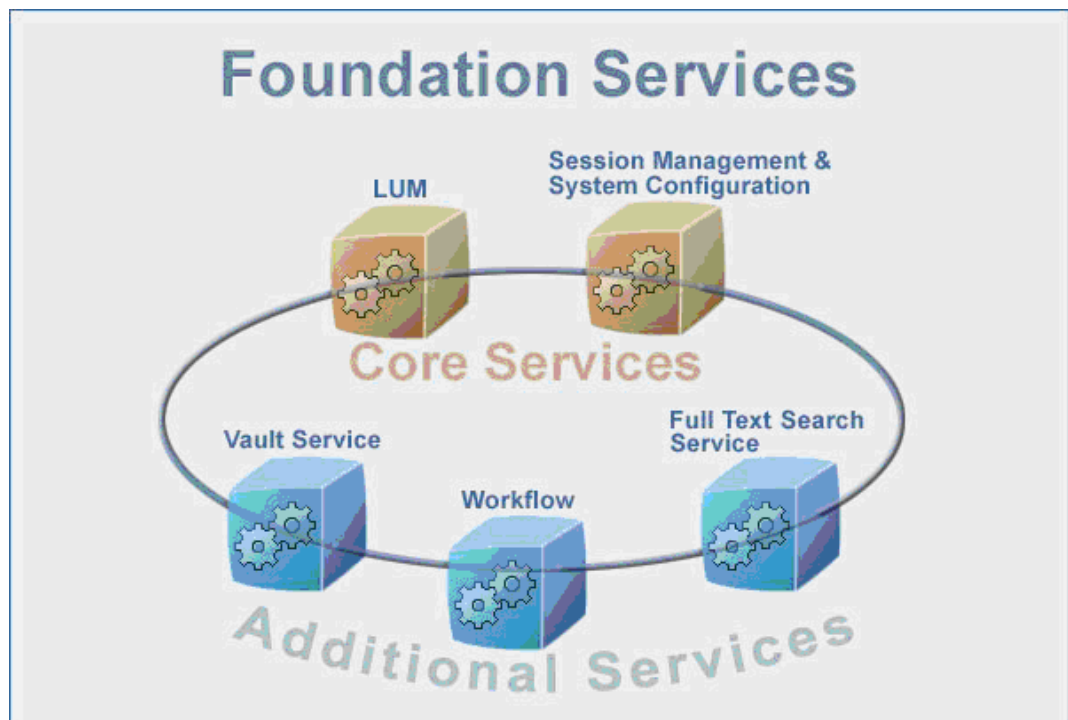 Foundation Services
Session Management &
System Configuration
LUM
Core Services
Full Text Search
Service
Vault Service
Workflow
Additional Services